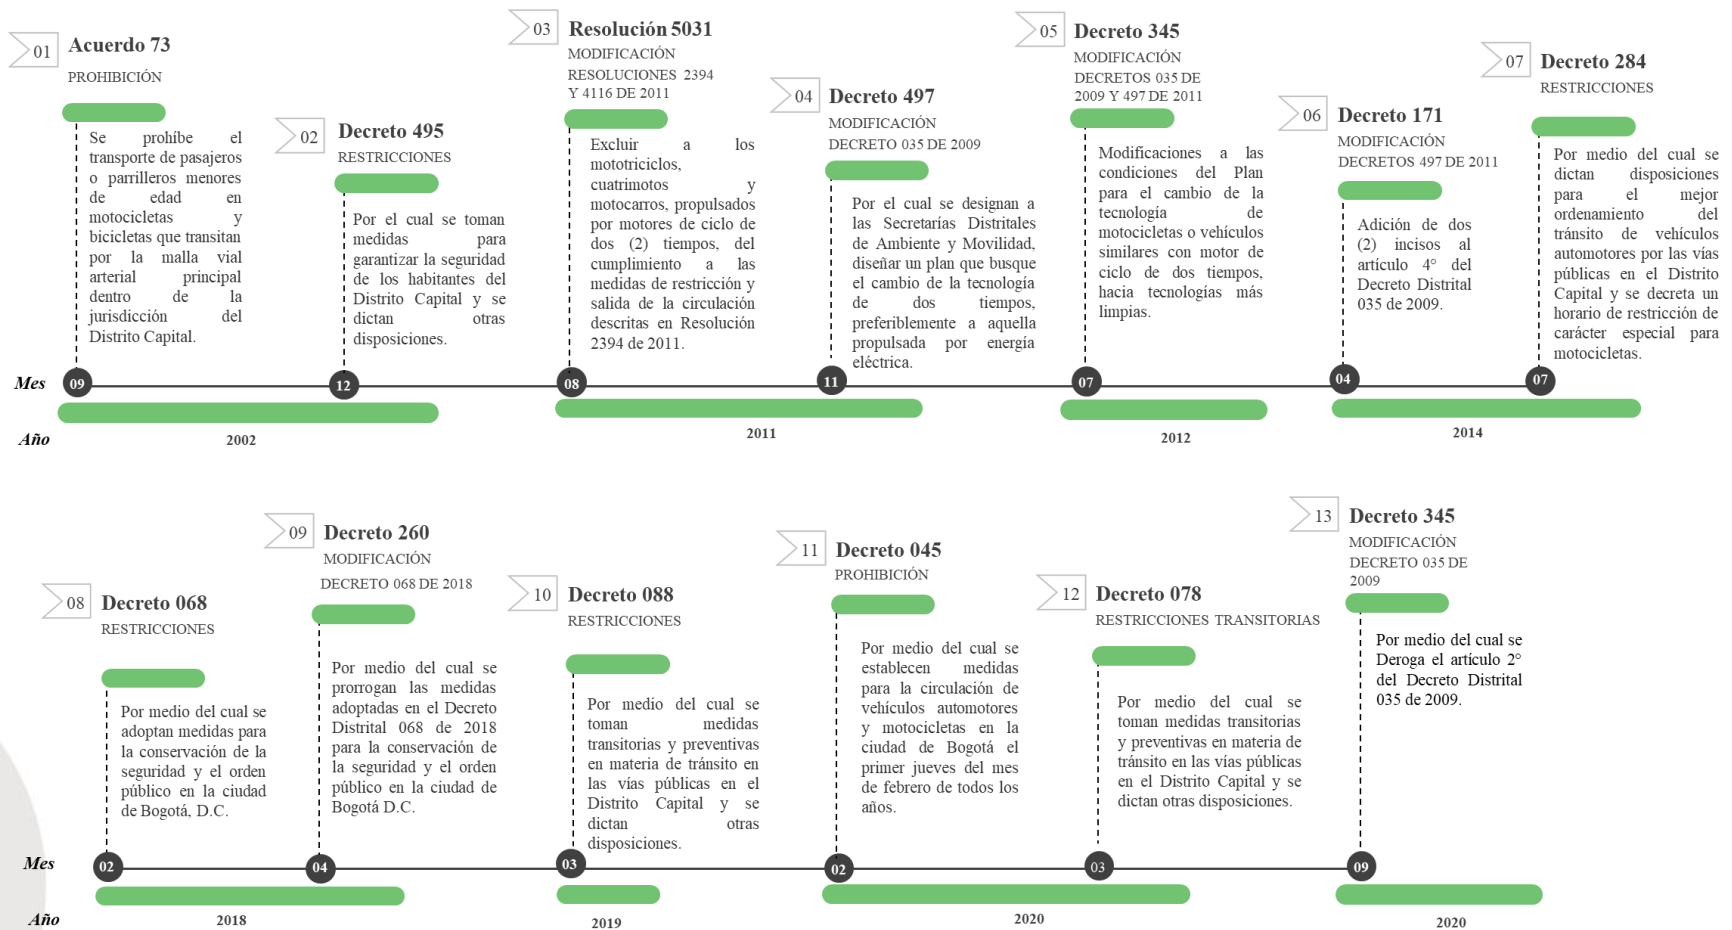 01
Acuerdo 73
PROHIBICIÓN
Se prohíbe el
transporte de pasajeros
o parrilleros menores
de edad en
motocicletas y
bicicletas que transitan
por la malla vial
arterial principal
dentro de la
jurisdicción del
Distrito Capital.
02
Decreto 495
RESTRICCIONES
Por el cual se toman
medidas para
garantizar la seguridad
de los habitantes del
Distrito Capital y se
dictan otras
disposiciones.
03
Resolución 5031
MODIFICACIÓN
RESOLUCIONES 2394
Y 4116 DE 2011
Excluir a los
mototriciclos,
cuatrimotos y
motocarros, propulsados
por motores de ciclo de
dos (2) tiempos, del
cumplimiento a las
medidas de restricción y
salida de la circulación
descritas en Resolución
2394 de 2011.
04
Decreto 497
MODIFICACIÓN
DECRETO 035 DE 2009
Por el cual se designan a
las Secretarías Distritales
de Ambiente y Movilidad,
diseñar un plan que busque
el cambio de la tecnología
de dos tiempos,
preferiblemente a aquella
propulsada por energía
eléctrica.
05
Decreto 345
MODIFICACIÓN
DECRETOS 035 DE
2009 Y 497 DE 2011
Modificaciones a las
condiciones del Plan
para el cambio de la
tecnología de
motocicletas o vehículos
similares con motor de
ciclo de dos tiempos,
hacia tecnologías más
limpias.
06
Decreto 171
MODIFICACIÓN
DECRETOS 497 DE 2011
Adición de dos
(2) incisos al
artículo 4° del
Decreto Distrital
035 de 2009.
07
Decreto 284
RESTRICCIONES
Por medio del cual se
dictan disposiciones
para el mejor
ordenamiento del
tránsito de vehículos
automotores por las vías
públicas en el Distrito
Capital y se decreta un
horario de restricción de
carácter especial para
motocicletas.
Mes 09 12 08 11 07 04 07
Año 2002 2011 2012 2014
08
Decreto 068
RESTRICCIONES
Por medio del cual se
adoptan medidas para
la conservación de la
seguridad y el orden
público en la ciudad
de Bogotá, D.C.
09
Decreto 260
MODIFICACIÓN
DECRETO 068 DE 2018
Por medio del cual se
prorrogan las medidas
adoptadas en el Decreto
Distrital 068 de 2018
para la conservación de
la seguridad y el orden
público en la ciudad de
Bogotá D.C.
10
Decreto 088
RESTRICCIONES
Por medio del cual se
toman medidas
transitorias y preventivas
en materia de tránsito en
las vías públicas en el
Distrito Capital y se
dictan otras
disposiciones.
11
Decreto 045
PROHIBICIÓN
Por medio del cual se
establecen medidas
para la circulación de
vehículos automotores
y motocicletas en la
ciudad de Bogotá el
primer jueves del mes
de febrero de todos los
años.
12
Decreto 078
RESTRICCIONES TRANSITORIAS
Por medio del cual se
toman medidas transitorias
y preventivas en materia de
tránsito en las vías públicas
en el Distrito Capital y se
dictan otras disposiciones.
13
Decreto 345
MODIFICACIÓN
DECRETO 035 DE
2009
Por medio del cual se
Deroga el artículo 2°
del Decreto Distrital
035 de 2009.
Mes 02 04 03 02 03 09
Año 2018 2019 2020 2020